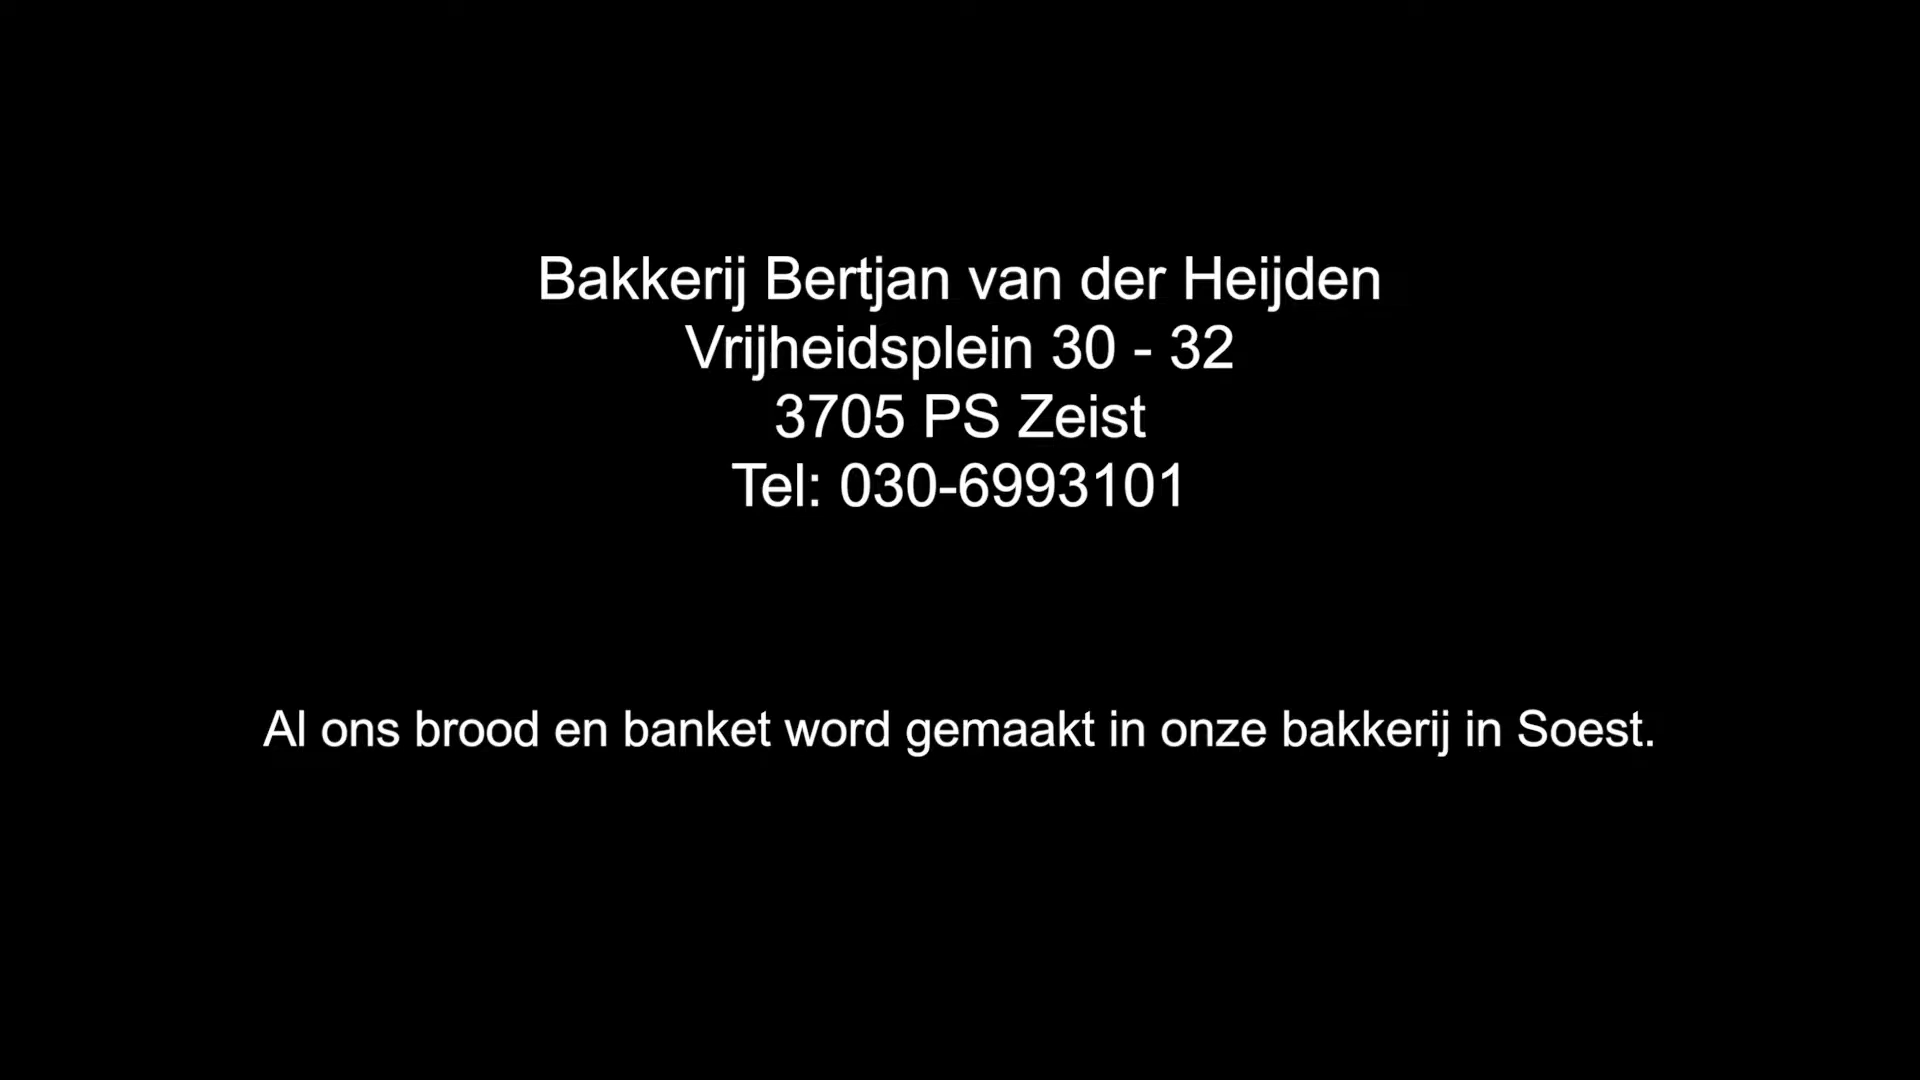 Bakkerij Bertjan van der Heijden
Vrijheidsplein 30 - 32
3705 PS Zeist
Tel: 030-6993101
Al ons brood en banket word gemaakt in onze bakkerij in Soest.